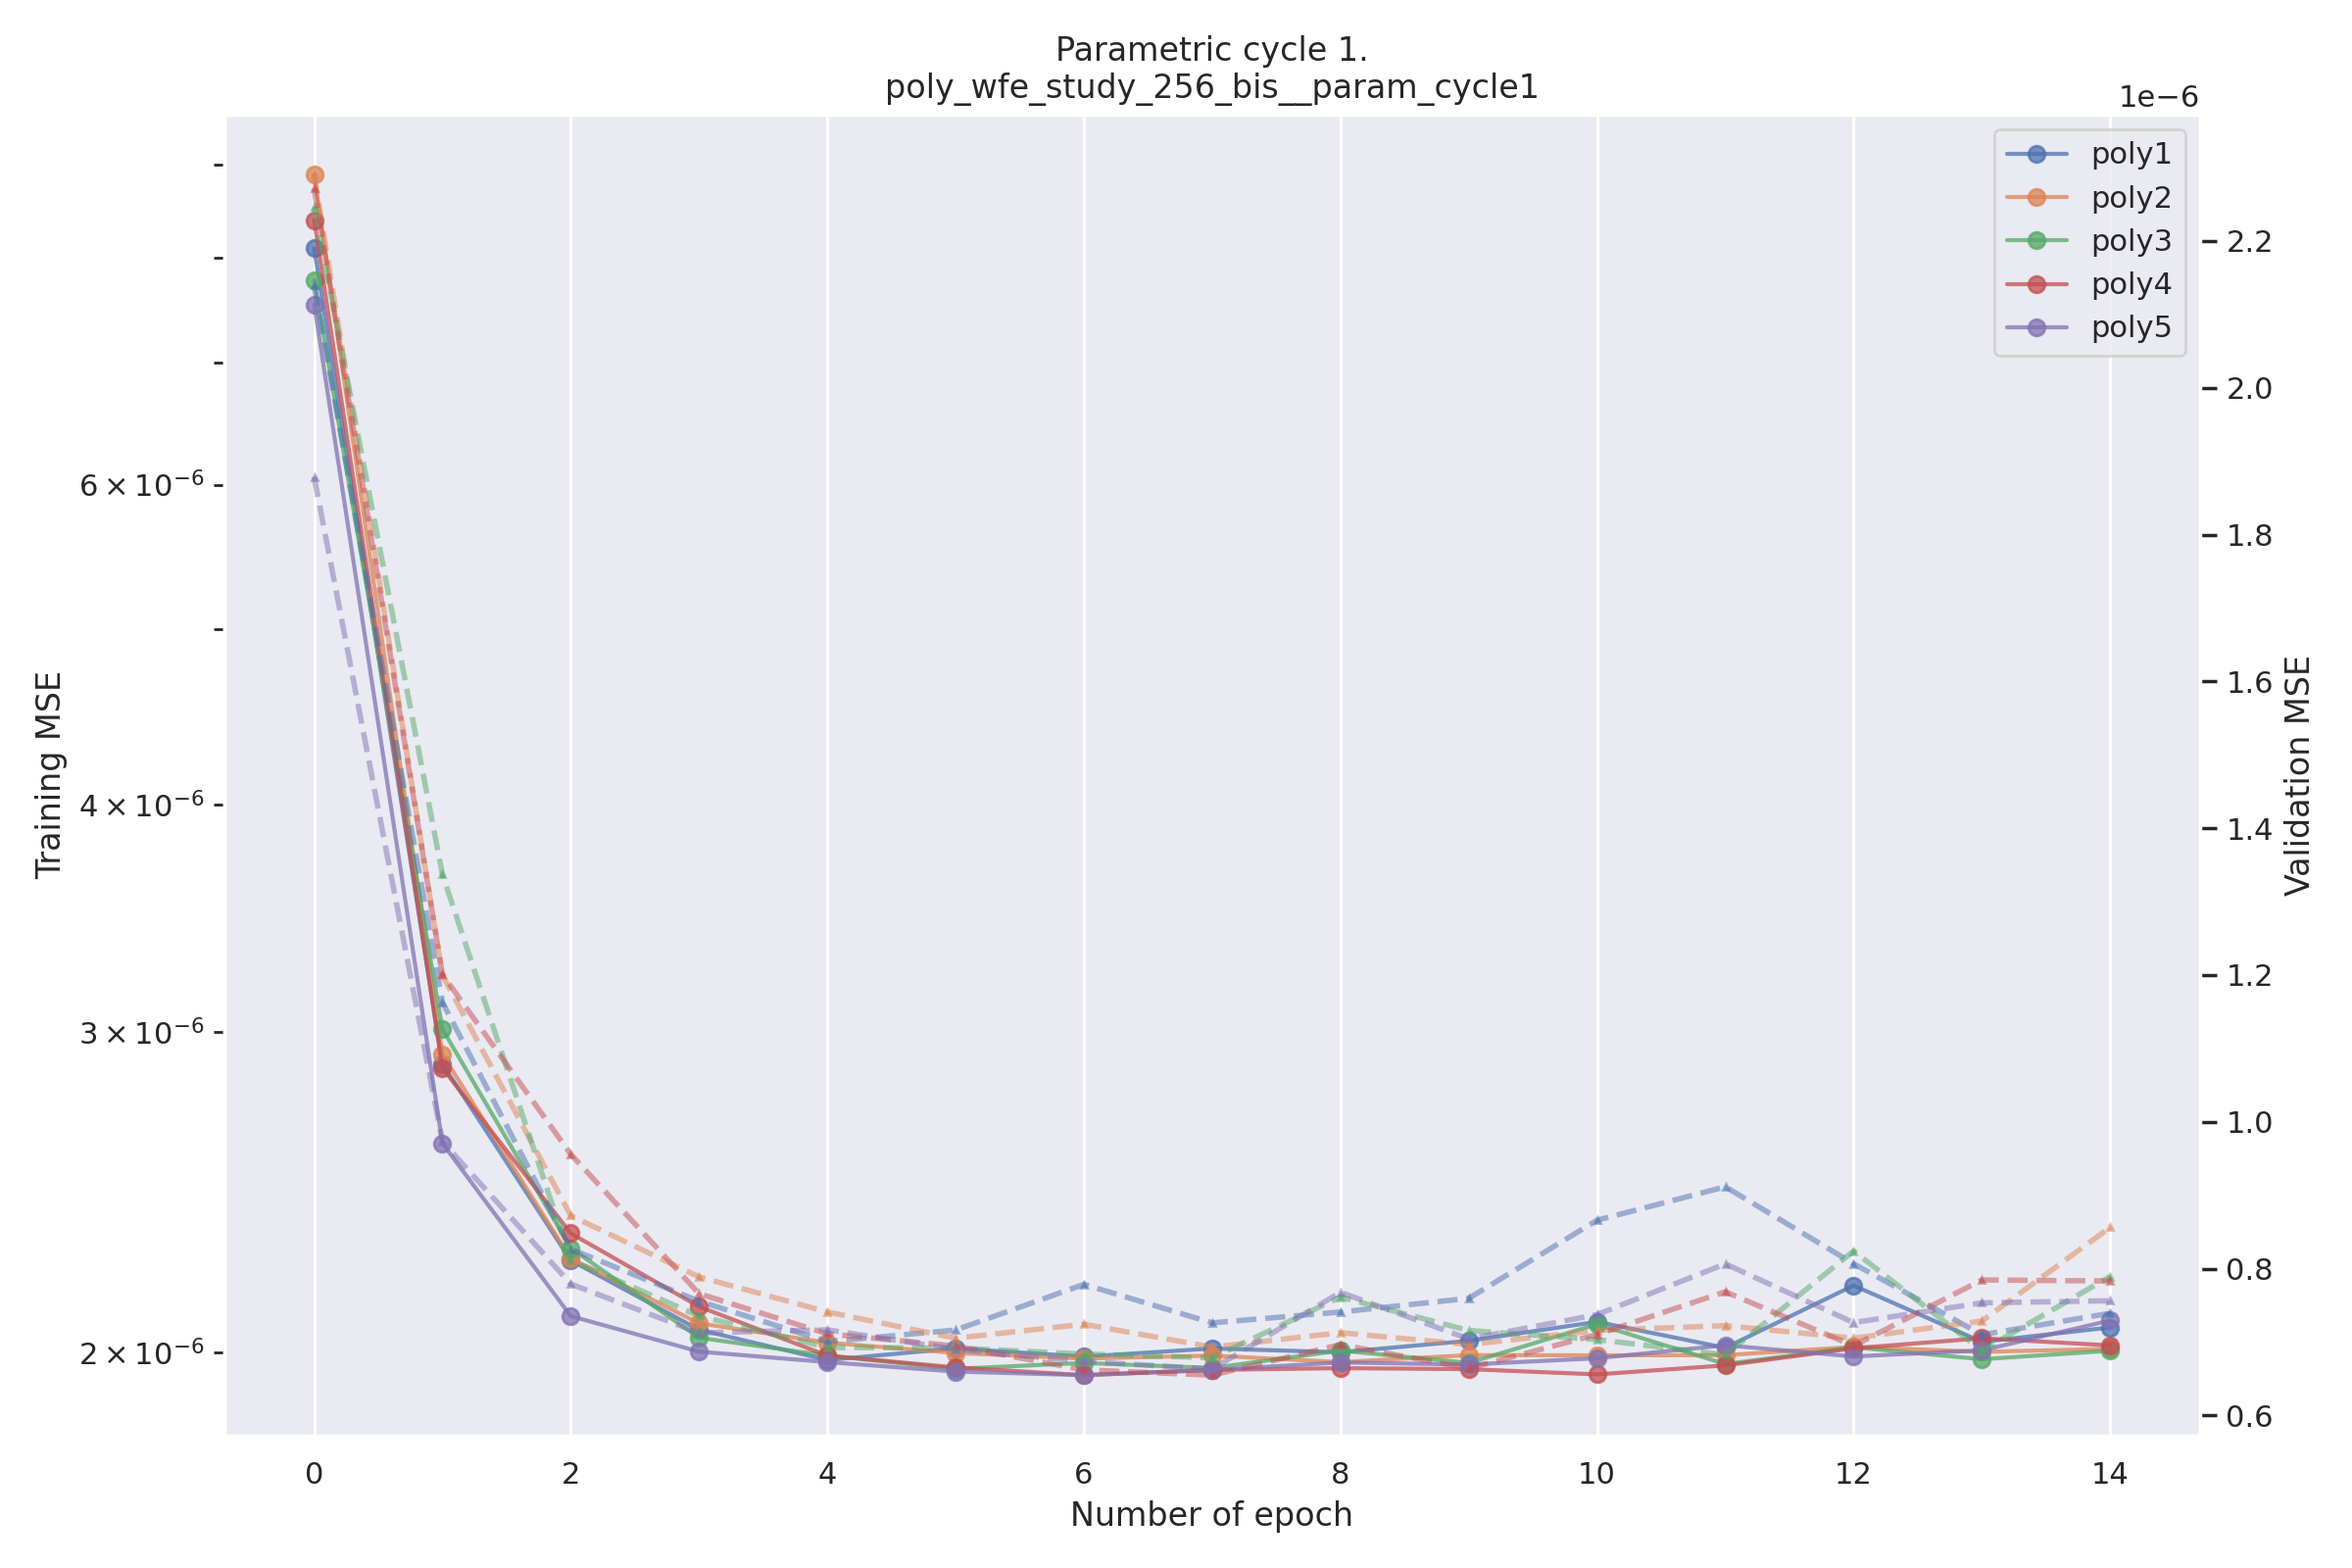 Parametric cycle 1.
poly_wfe_study_256_bis__param_cycle1
1e−6
poly1
poly2
poly3
poly4
poly5
6 × 10⁻⁶
4 × 10⁻⁶
3 × 10⁻⁶
2 × 10⁻⁶
Training MSE
2.2
2.0
1.8
1.6
1.4
1.2
1.0
0.8
0.6
Validation MSE
0 2 4 6 8 10 12 14
Number of epoch